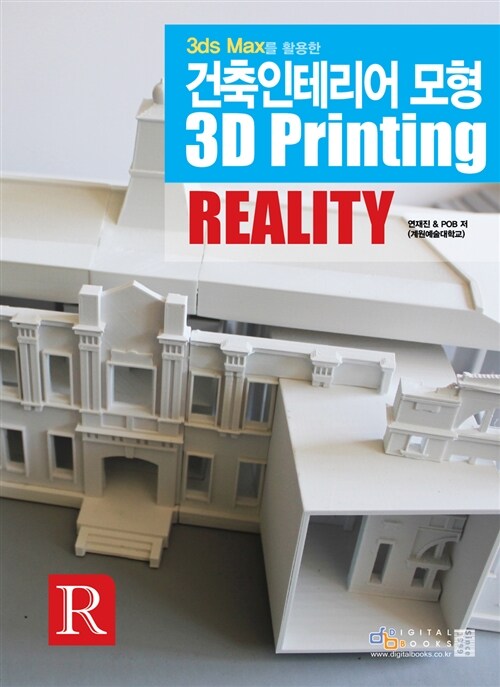 3ds Max를 활용한
건축인테리어 모형
3D Printing
REALITY
연재진 & POB 저
(계원예술대학교)
R
DIGITAL
BOOKS
www.digitalbooks.co.kr
since